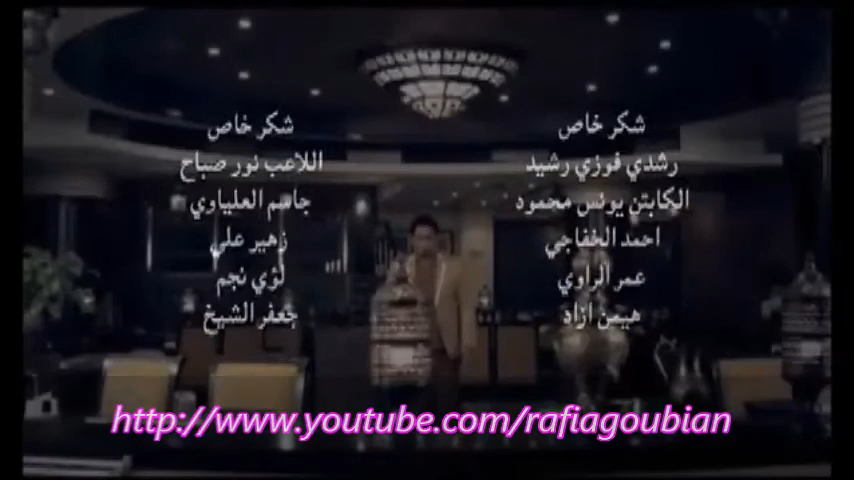 شكر خاص
رشدي فوزي رشيد
الكابتن يونس محمود
احمد الخفاجي
عمر الراوي
هيمن ازاد
شكر خاص
اللاعب نور صباح
جاسم العلياوي
زهير علي
لؤي نجم
جعفر الشيخ
http://www.youtube.com/rafiagoubian